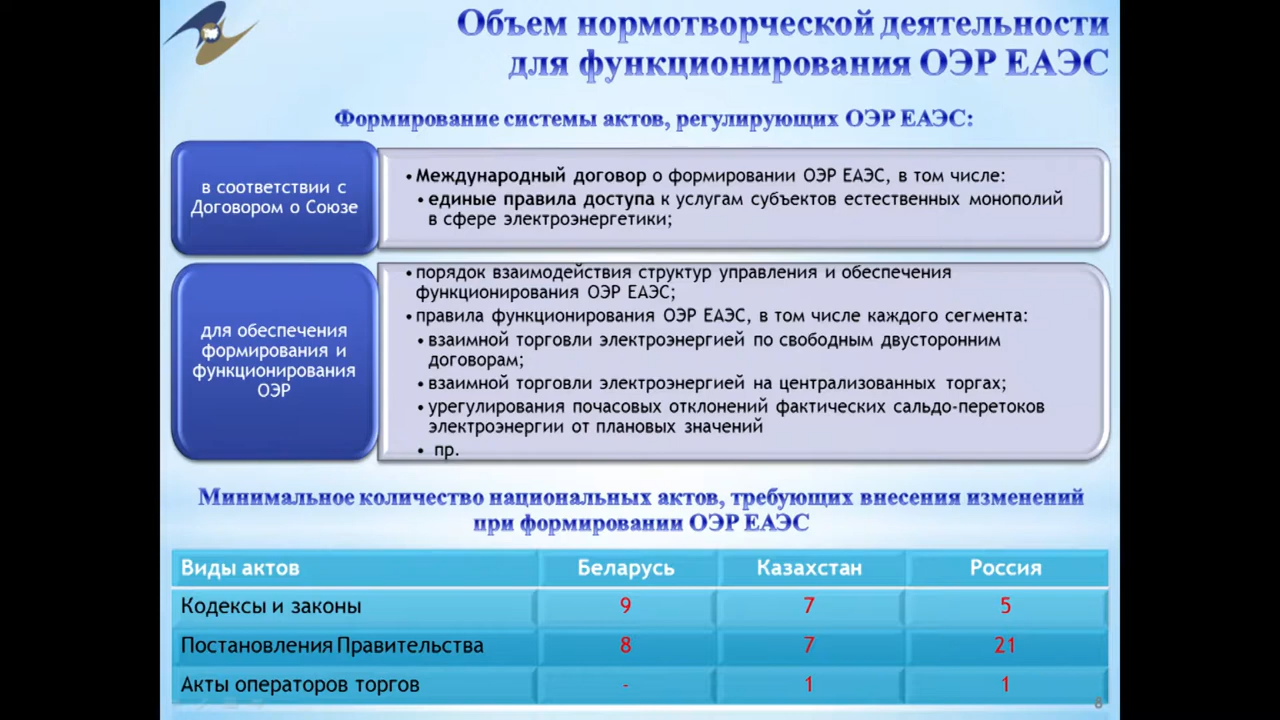 Объем нормотворческой деятельности
для функционирования ОЭР ЕАЭС
Формирование системы актов, регулирующих ОЭР ЕАЭС:
в соответствии с
Договором о Союзе
•Международный договор о формировании ОЭР ЕАЭС, в том числе:
•единые правила доступа к услугам субъектов естественных монополий
в сфере электроэнергетики;
для обеспечения
формирования и
функционирования
ОЭР
•порядок взаимодействия структур управления и обеспечения
функционирования ОЭР ЕАЭС;
•правила функционирования ОЭР ЕАЭС, в том числе каждого сегмента:
•взаимной торговли электроэнергией по свободным двусторонним
договорам;
•взаимной торговли электроэнергией на централизованных торгах;
•урегулирования почасовых отклонений фактических сальдо-перетоков
электроэнергии от плановых значений
• пр.
Минимальное количество национальных актов, требующих внесения изменений
при формировании ОЭР ЕАЭС
Виды актов Беларусь Казахстан Россия
Кодексы и законы 9 7 5
Постановления Правительства 8 7 21
Акты операторов торгов - 1 1
8